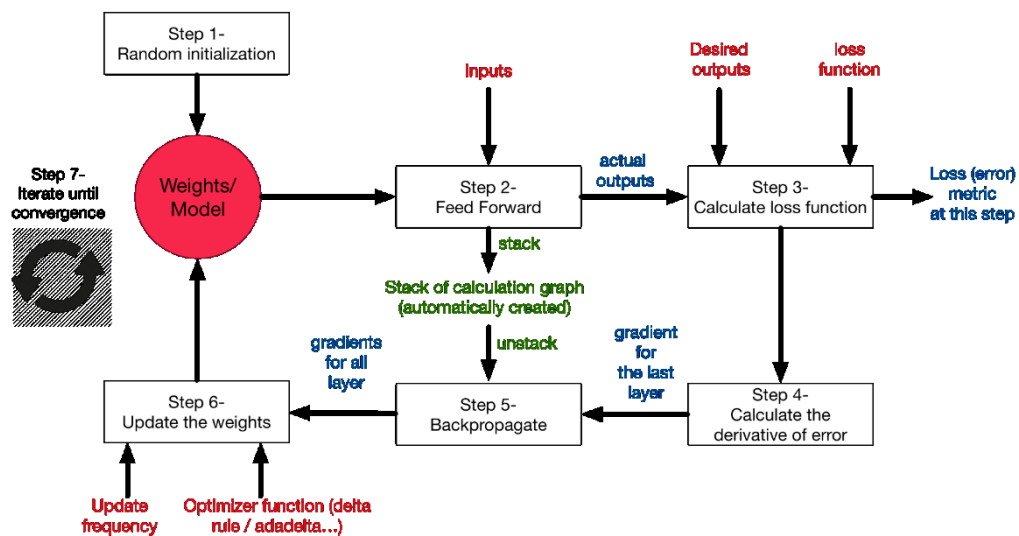 Step 1-
Random initialization
Inputs
Desired
outputs
loss
function
Step 7-
Iterate until
convergence
Weights/
Model
Step 2-
Feed Forward
actual
outputs
Step 3-
Calculate loss function
Loss (error)
metric
at this step
stack
Stack of calculation graph
(automatically created)
unstack
gradients
for all
layer
gradient
for
the last
layer
Step 6-
Update the weights
Step 5-
Backpropagate
Step 4-
Calculate the
derivative of error
Update
frequency
Optimizer function (delta
rule / adadelta...)